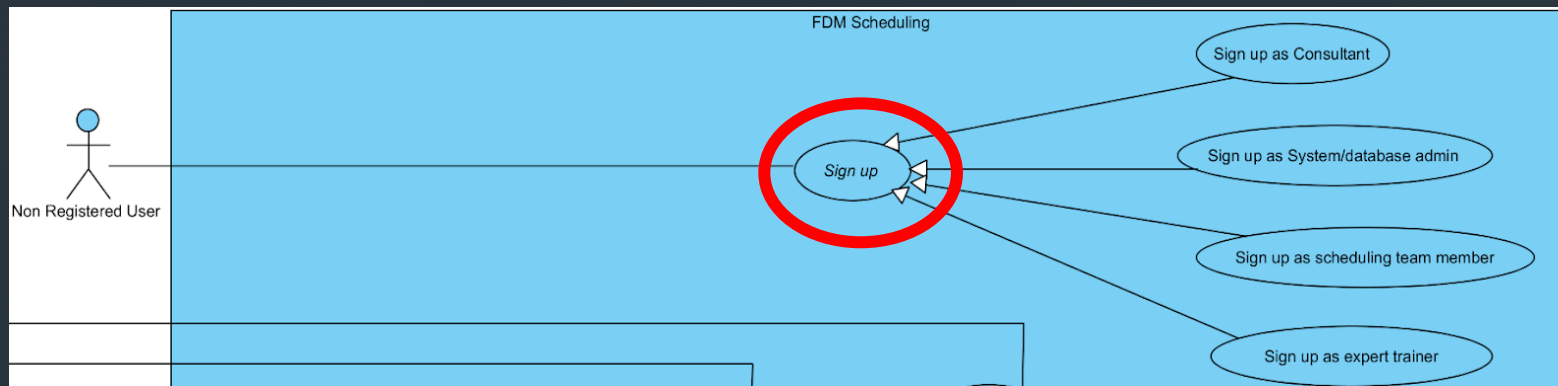 FDM Scheduling
Sign up as Consultant
Sign up
Sign up as System/database admin
Non Registered User
Sign up as scheduling team member
Sign up as expert trainer